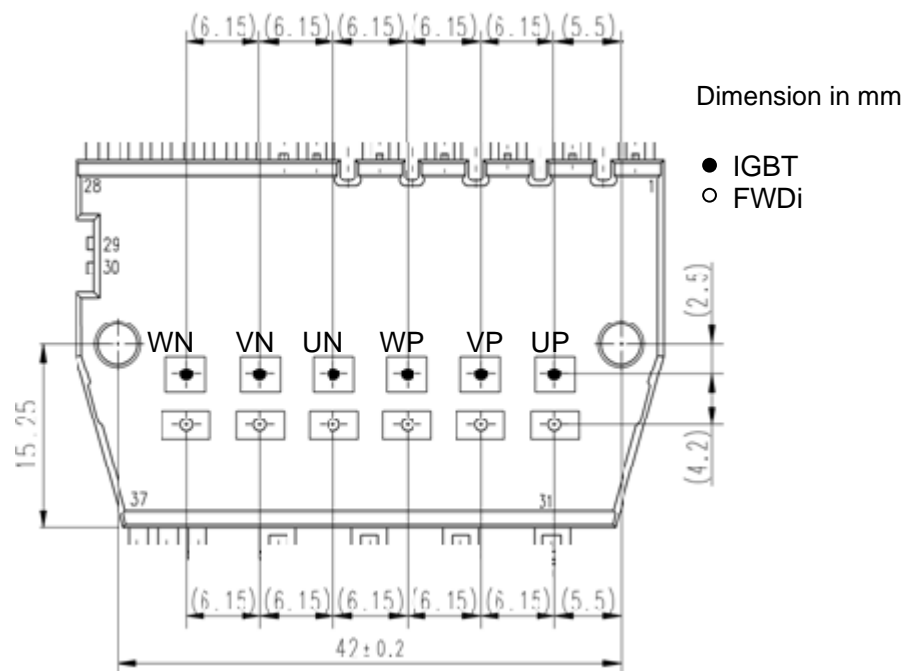 (6.15) (6.15) (6.15) (6.15) (6.15) (5.5)
Dimension in mm
IGBT
FWDi
28 1
29
30
(2.5)
WN VN UN WP VP UP
15.25
(4.2)
37 31
(6.15) (6.15) (6.15) (6.15) (6.15) (5.5)
42±0.2